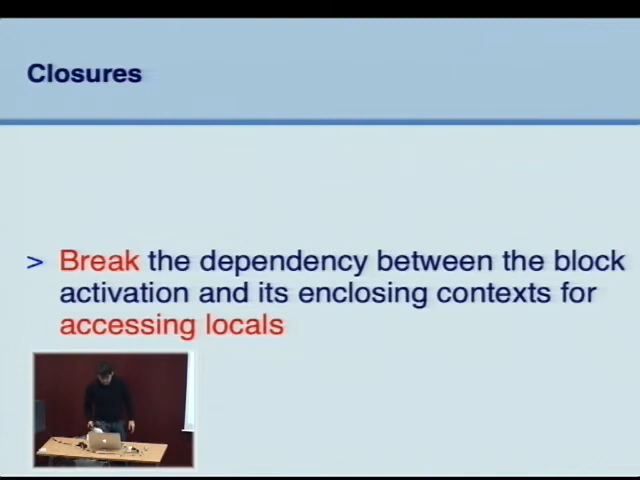 Closures
> Break the dependency between the block
activation and its enclosing contexts for
accessing locals